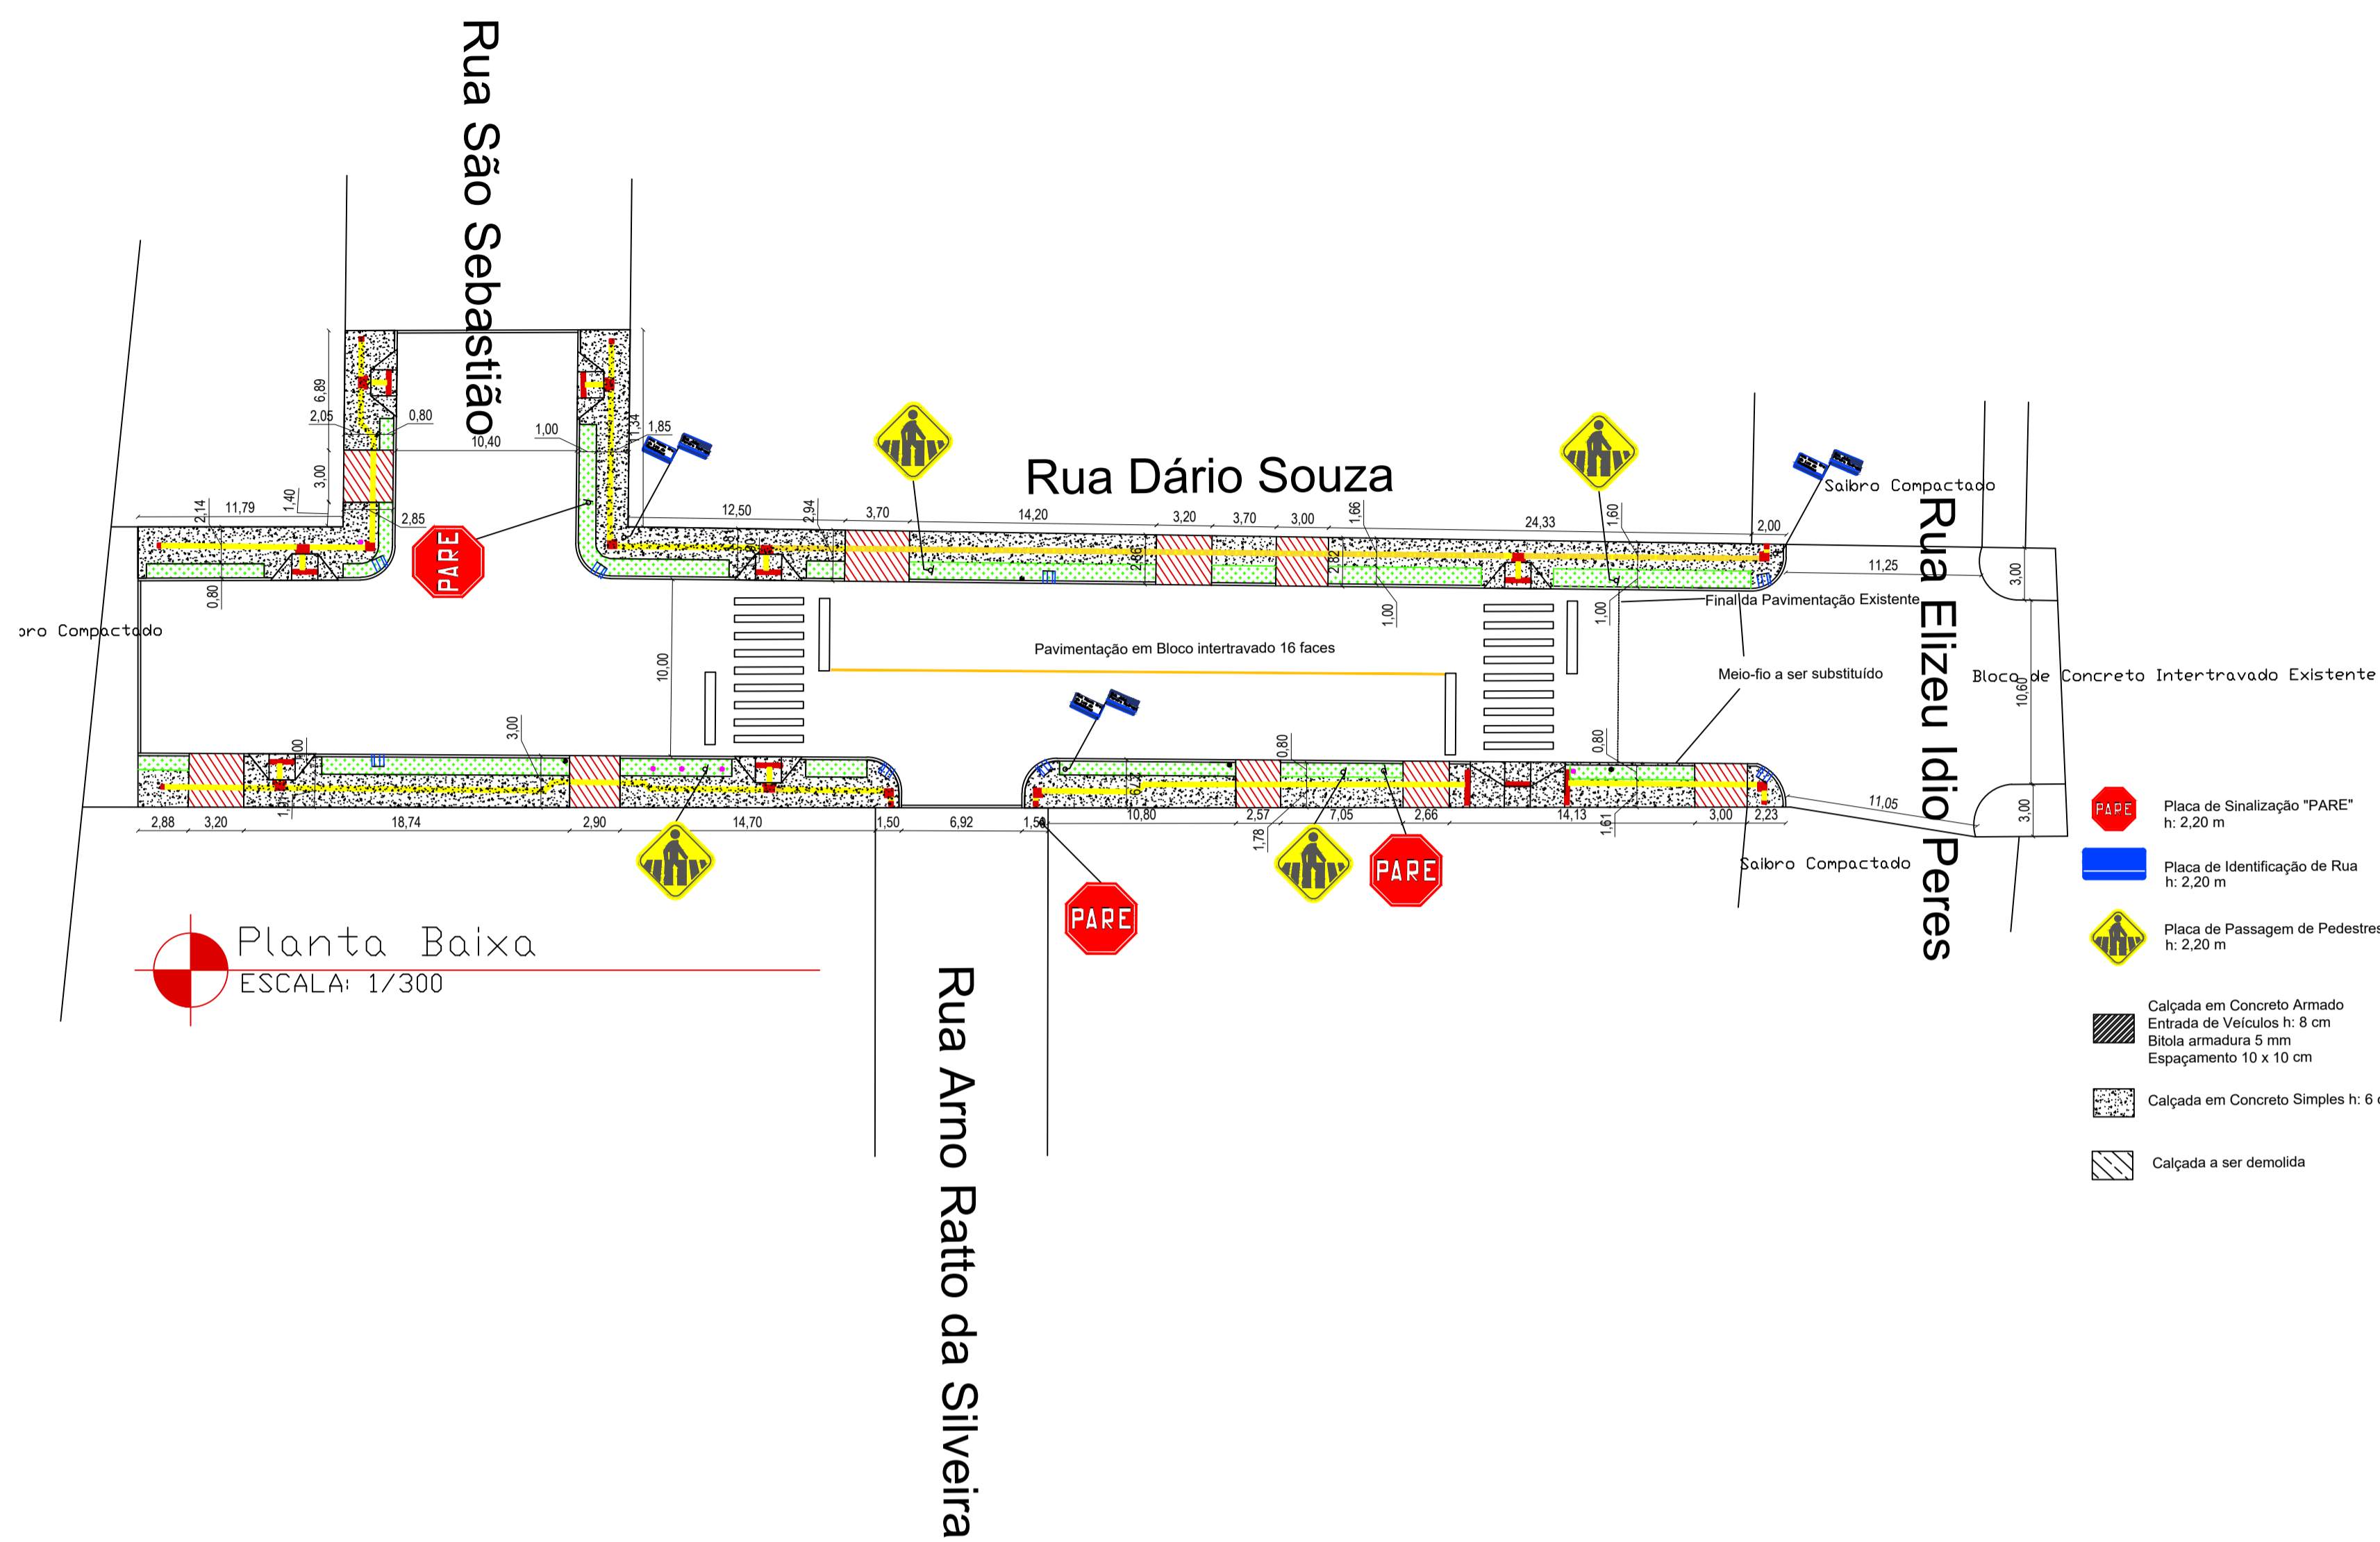 Rua São Sebastião
6,89
2,05
0,80
10,40
1,00
1,34
1,85
3,00
1,40
2,14
11,79
2,85
PARE
0,80
Rua Dário Souza
12,50
2,94
3,70
14,20
3,20
3,70
3,00
1,66
24,33
1,60
2,00
2,86
2,82
1,00
1,00
Saibro Compactado
11,25
3,00
Final da Pavimentação Existente
Pavimentação em Bloco intertravado 16 faces
Meio-fio a ser substituído
Bloco de Concreto Intertravado Existente
10,60
Rua Elizeu Idio Peres
bro Compactado
10,00
3,00
0,80
0,80
2,88
3,20
18,74
2,90
14,70
1,50
6,92
1,50
10,80
2,57
7,05
2,66
14,13
3,00
2,23
1,78
1,61
11,05
3,00
Saibro Compactado
PARE
PARE
Planta Baixa
ESCALA: 1/300
Rua Arno Ratto da Silveira
PARE
Placa de Sinalização "PARE"
h: 2,20 m
Placa de Identificação de Rua
h: 2,20 m
Placa de Passagem de Pedestres
h: 2,20 m
Calçada em Concreto Armado
Entrada de Veículos h: 8 cm
Bitola armadura 5 mm
Espaçamento 10 x 10 cm
Calçada em Concreto Simples h: 6 c
Calçada a ser demolida